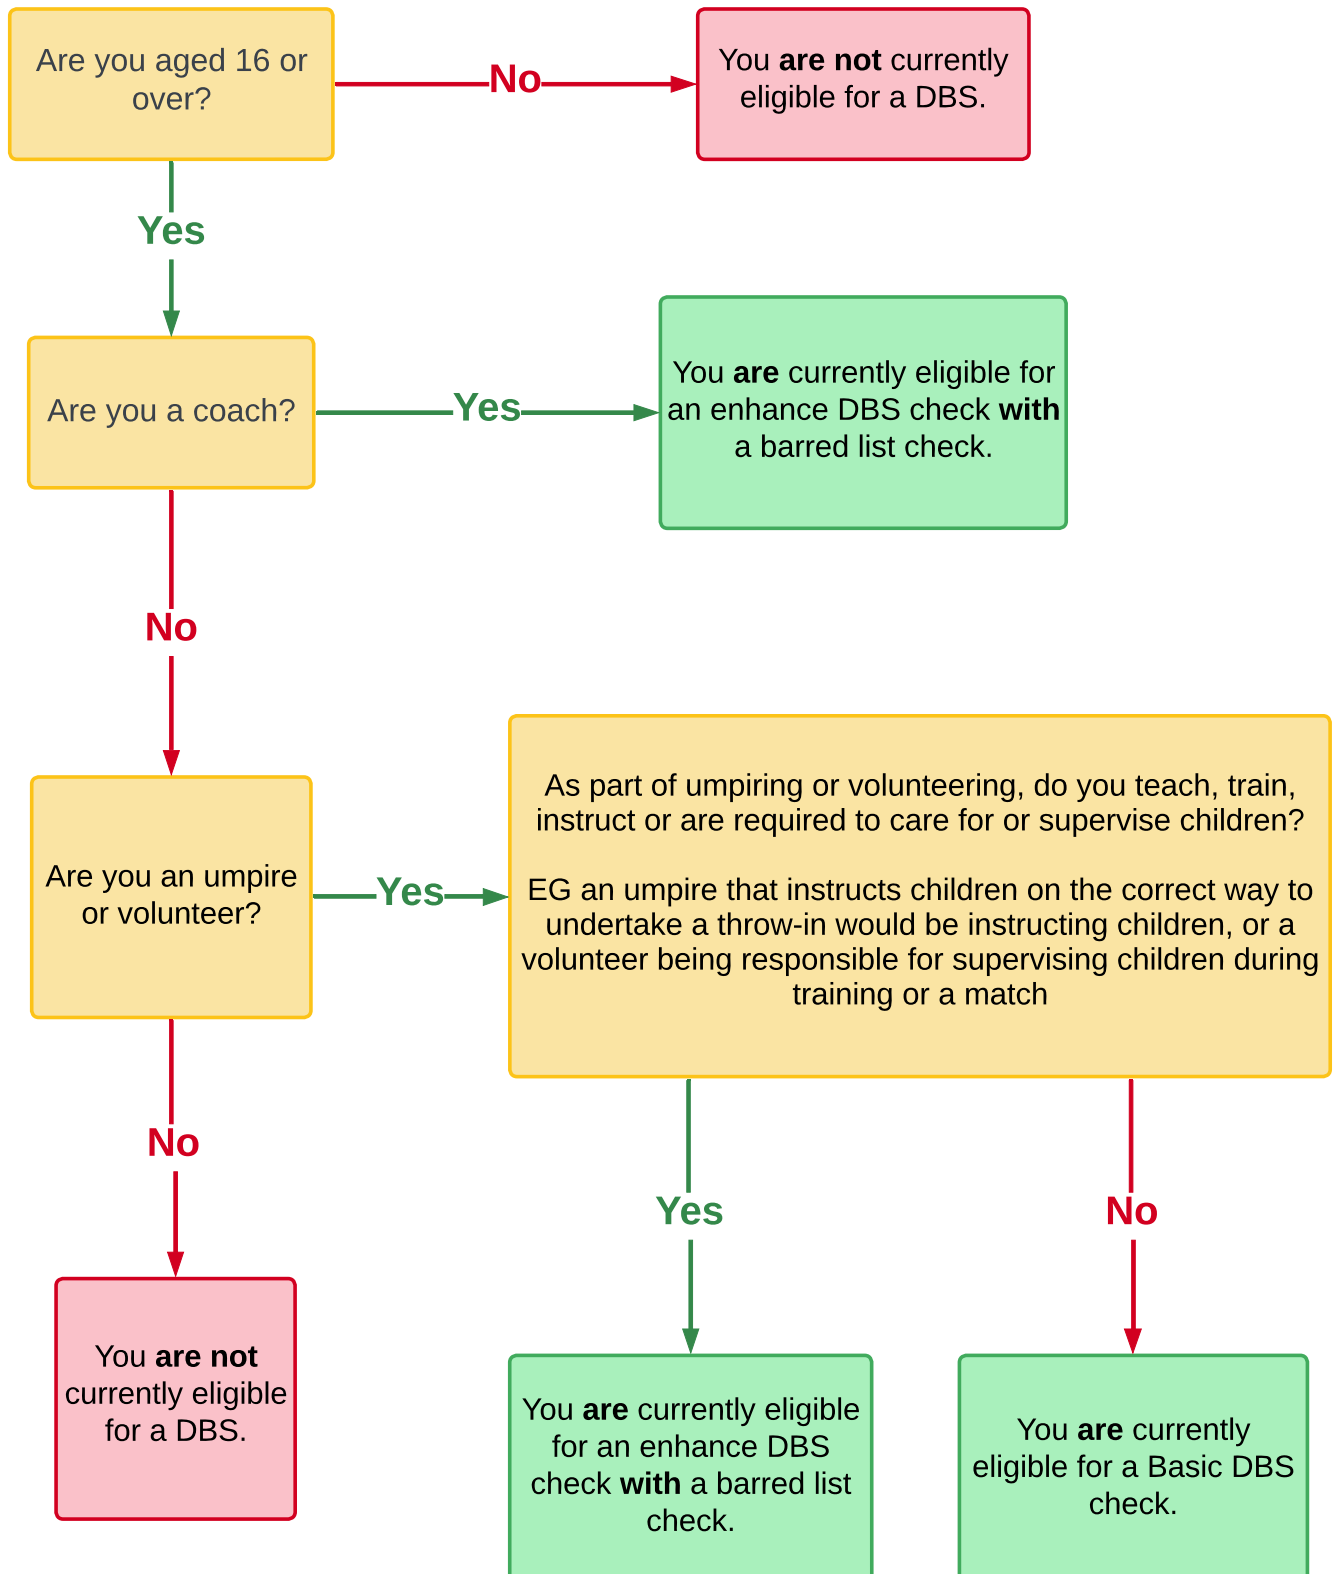 Are you aged 16 or
over?
No
You are not currently
eligible for a DBS.
Yes
Are you a coach?
Yes
You are currently eligible for
an enhance DBS check with
a barred list check.
No
Are you an umpire
or volunteer?
Yes
As part of umpiring or volunteering, do you teach, train,
instruct or are required to care for or supervise children?
EG an umpire that instructs children on the correct way to
undertake a throw-in would be instructing children, or a
volunteer being responsible for supervising children during
training or a match
No
Yes
No
You are not
currently eligible
for a DBS.
You are currently eligible
for an enhance DBS
check with a barred list
check.
You are currently
eligible for a Basic DBS
check.